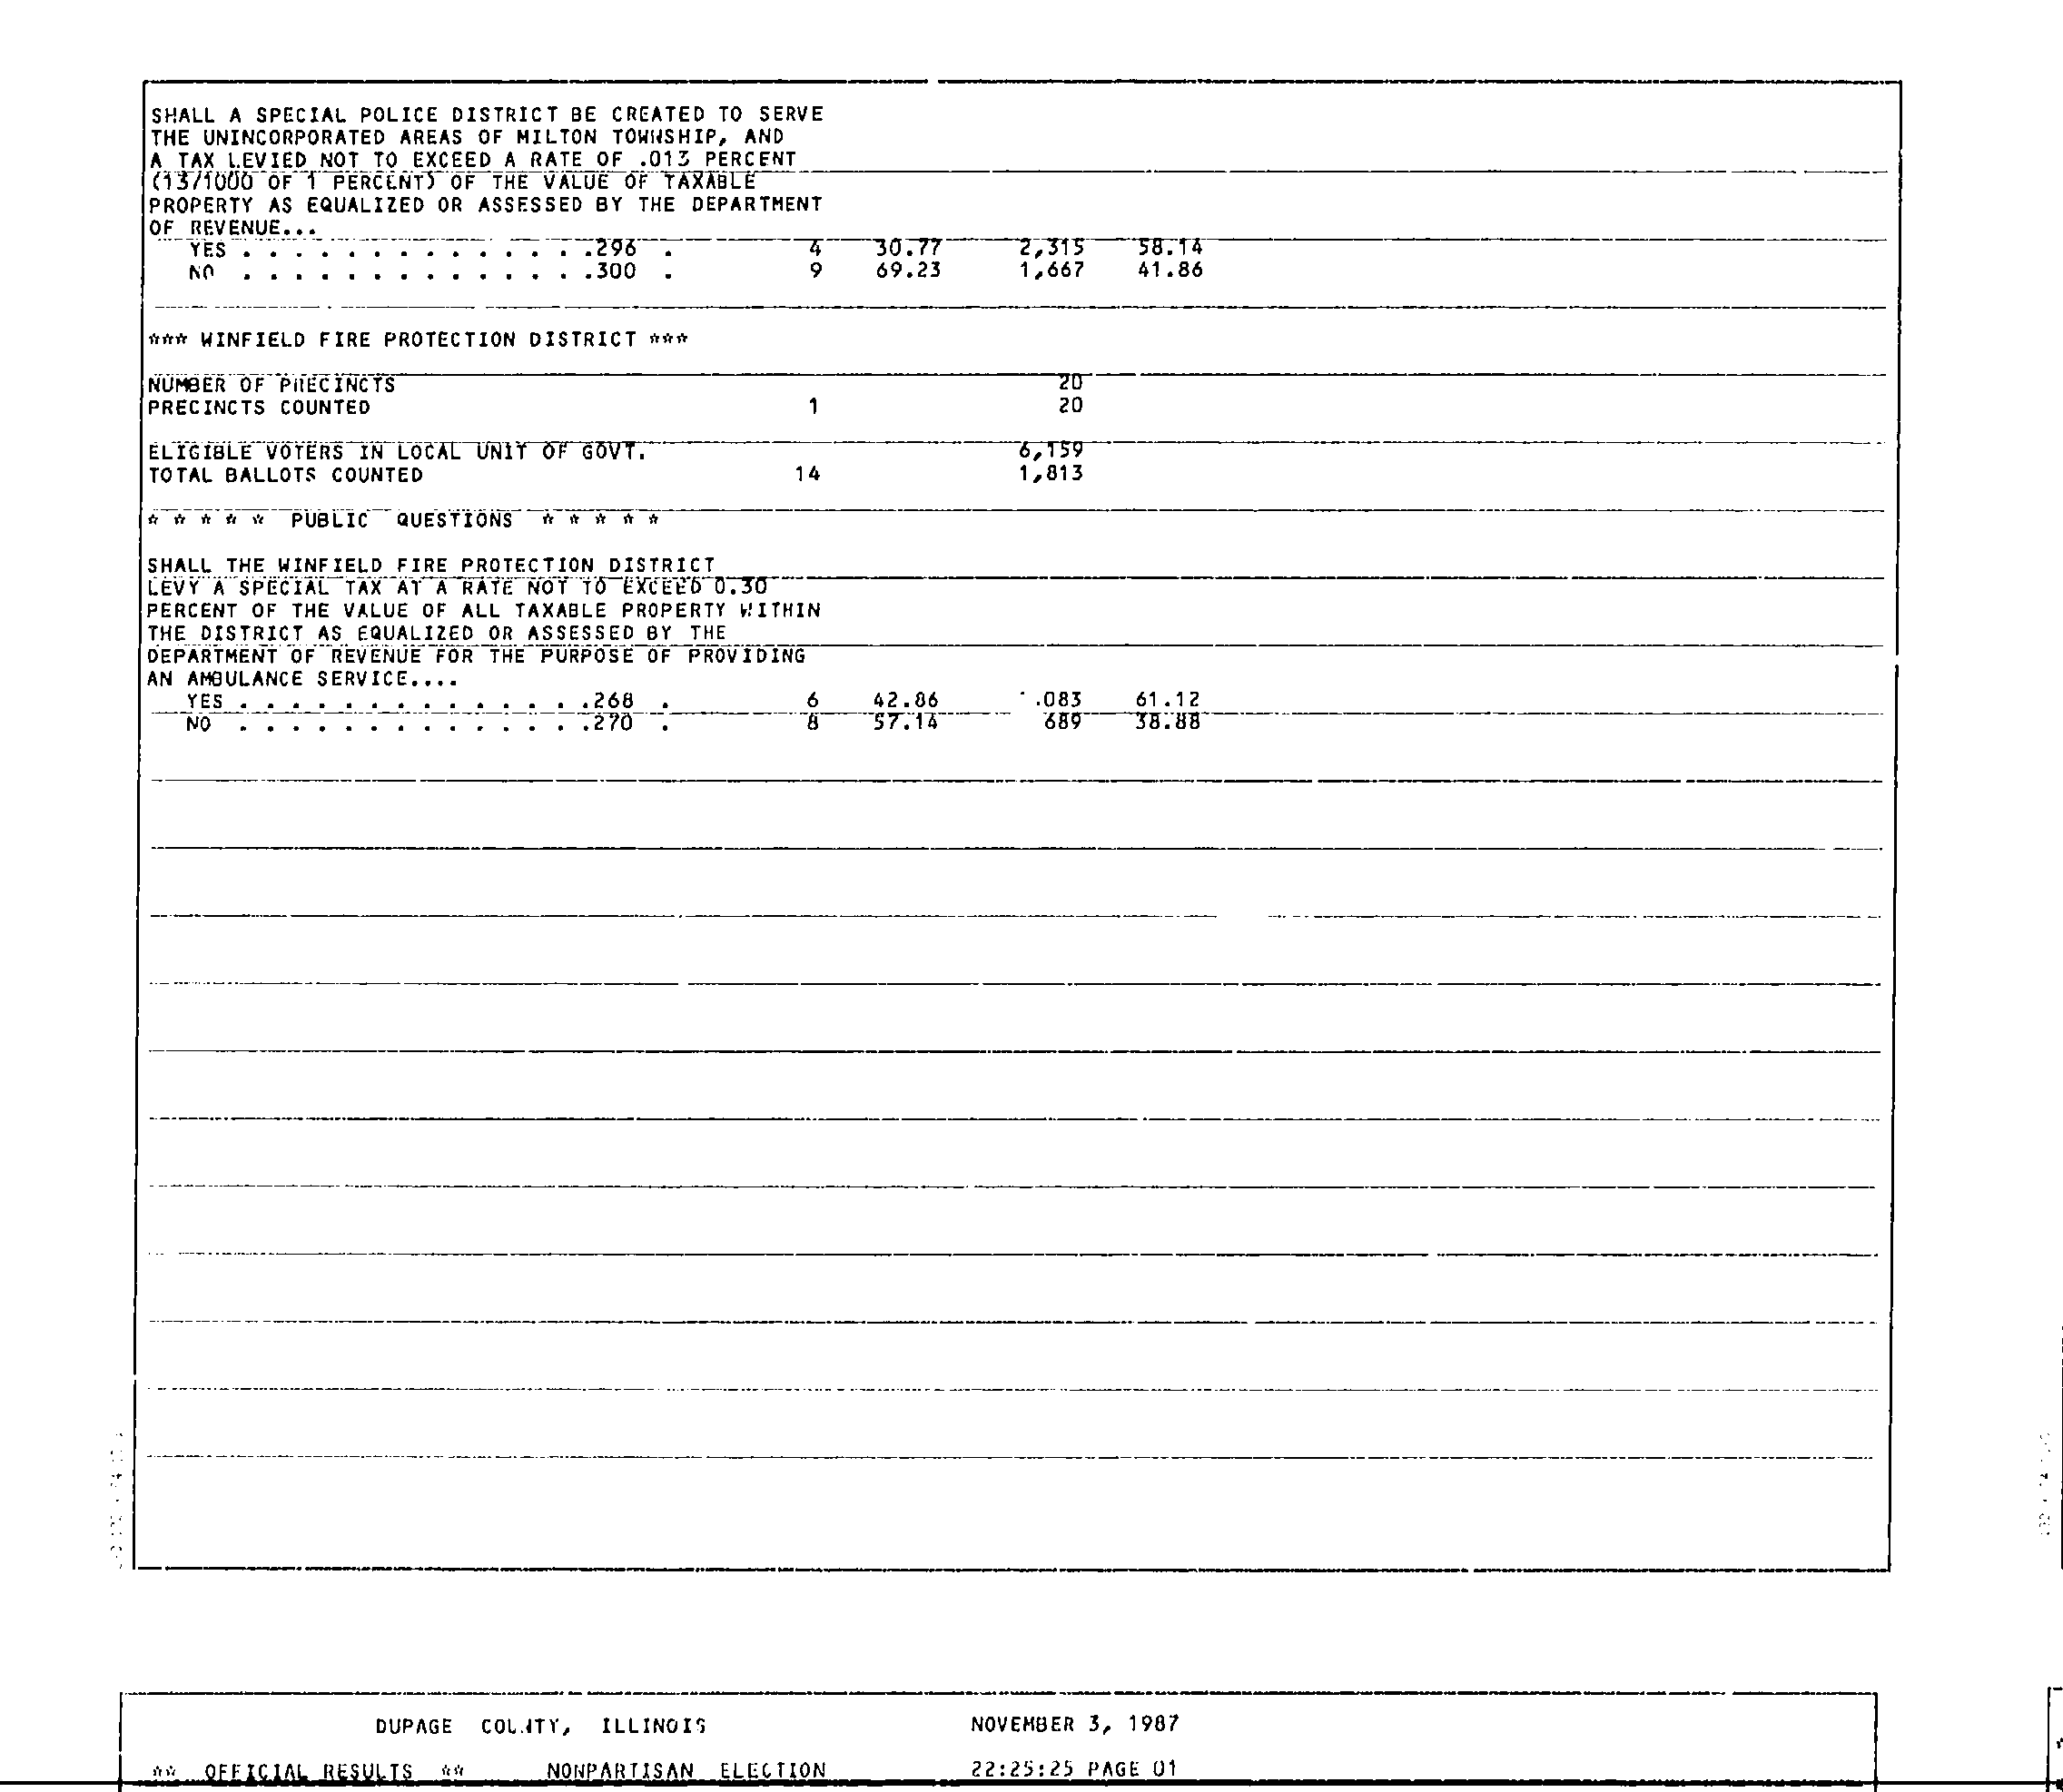 SHALL A SPECIAL POLICE DISTRICT BE CREATED TO SERVE
THE UNINCORPORATED AREAS OF MILTON TOWNSHIP, AND
A TAX LEVIED NOT TO EXCEED A RATE OF .013 PERCENT
(13/1000 OF 1 PERCENT) OF THE VALUE OF TAXABLE
PROPERTY AS EQUALIZED OR ASSESSED BY THE DEPARTMENT
OF REVENUE...
YES . . . . . . . . . . . . . .296 . 4 30.77 2,315 58.14
NO . . . . . . . . . . . . . .300 . 9 69.23 1,667 41.86
*** WINFIELD FIRE PROTECTION DISTRICT ***
NUMBER OF PRECINCTS 20
PRECINCTS COUNTED 1 20
ELIGIBLE VOTERS IN LOCAL UNIT OF GOVT. 6,159
TOTAL BALLOTS COUNTED 14 1,813
* * * * * PUBLIC QUESTIONS * * * * *
SHALL THE WINFIELD FIRE PROTECTION DISTRICT
LEVY A SPECIAL TAX AT A RATE NOT TO EXCEED 0.30
PERCENT OF THE VALUE OF ALL TAXABLE PROPERTY WITHIN
THE DISTRICT AS EQUALIZED OR ASSESSED BY THE
DEPARTMENT OF REVENUE FOR THE PURPOSE OF PROVIDING
AN AMBULANCE SERVICE....
YES . . . . . . . . . . . . . .268 . 6 42.86 .083 61.12
NO . . . . . . . . . . . . . .270 . 8 57.14 689 38.88
DUPAGE COUNTY, ILLINOIS NOVEMBER 3, 1987
** OFFICIAL RESULTS ** NONPARTISAN ELECTION 22:25:25 PAGE 01